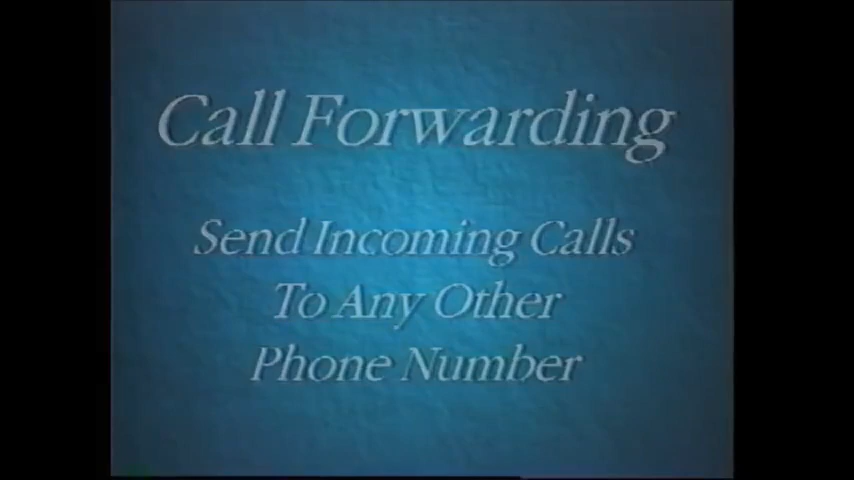 Call Forwarding
Send Incoming Calls
To Any Other
Phone Number